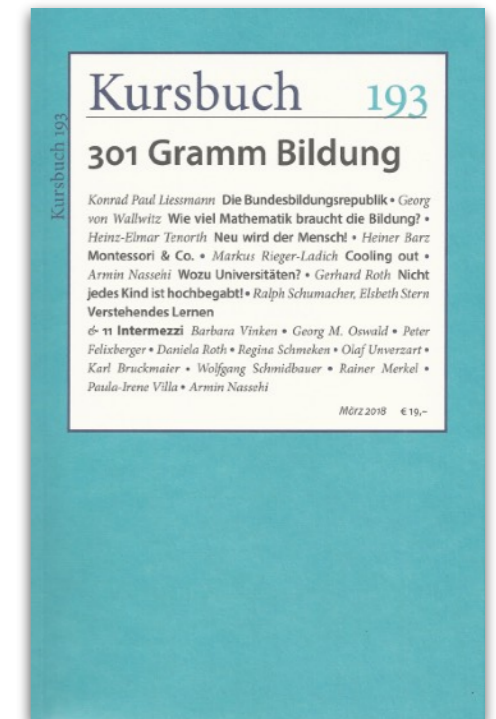 Kursbuch 193
Kursbuch 193
301 Gramm Bildung
Konrad Paul Liessmann Die Bundesbildungsrepublik • Georg
von Wallwitz Wie viel Mathematik braucht die Bildung? •
Heinz-Elmar Tenorth Neu wird der Mensch! • Heiner Barz
Montessori & Co. • Markus Rieger-Ladich Cooling out •
Armin Nassehi Wozu Universitäten? • Gerhard Roth Nicht
jedes Kind ist hochbegabt! • Ralph Schumacher, Elsbeth Stern
Verstehendes Lernen
& 11 Intermezzi Barbara Vinken • Georg M. Oswald • Peter
Felixberger • Daniela Roth • Regina Schmeken • Olaf Unverzart •
Karl Bruckmaier • Wolfgang Schmidbauer • Rainer Merkel •
Paula-Irene Villa • Armin Nassehi
März 2018 € 19,–